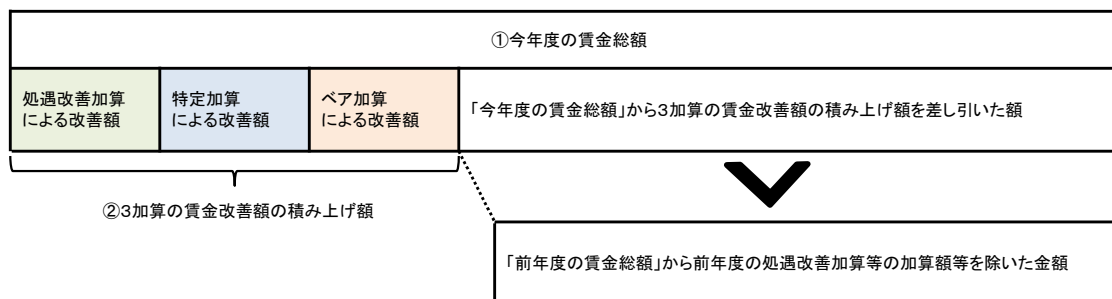 ①今年度の賃金総額
処遇改善加算
による改善額
特定加算
による改善額
ベア加算
による改善額
「今年度の賃金総額」から3加算の賃金改善額の積み上げ額を差し引いた額
②3加算の賃金改善額の積み上げ額
「前年度の賃金総額」から前年度の処遇改善加算等の加算額等を除いた金額